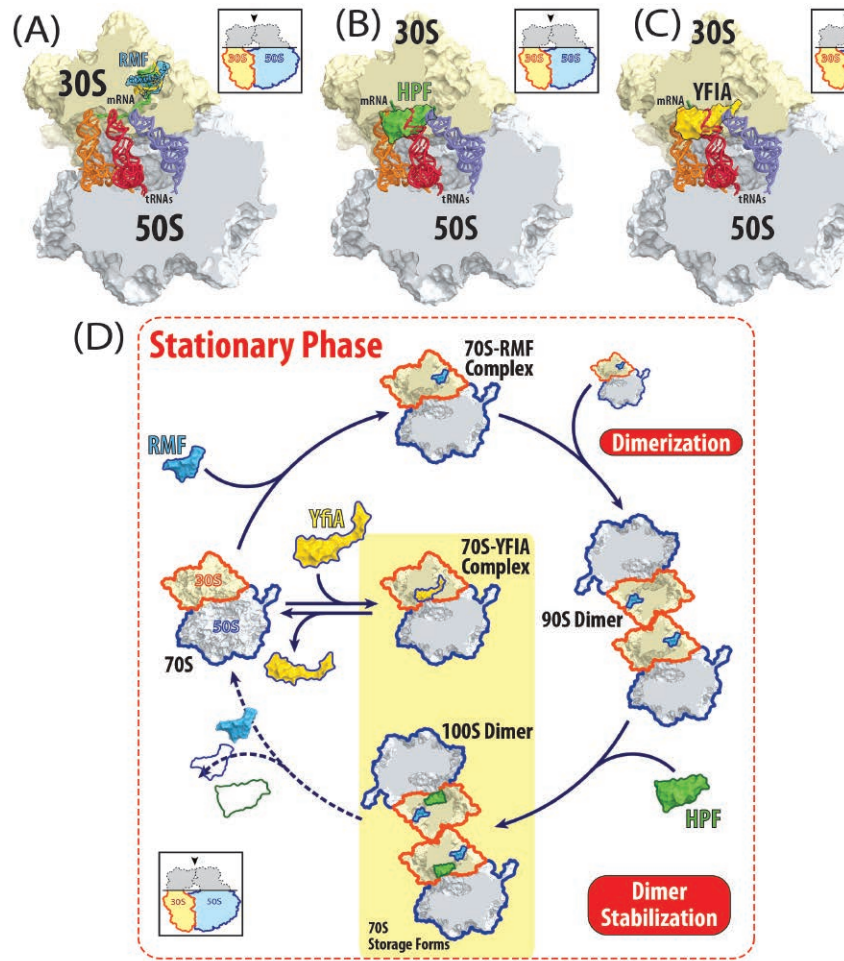 (A)
RMF
30S
mRNA
tRNAs
50S
30S
50S
(B)
30S
mRNA
HPF
tRNAs
50S
30S
50S
(C)
30S
mRNA
YFIA
tRNAs
50S
30S
(D)
Stationary Phase
70S-RMF
Complex
Dimerization
RMF
YfiA
70S-YFIA
Complex
30S
50S
70S
90S Dimer
100S Dimer
HPF
30S
50S
70S
Storage Forms
Dimer
Stabilization